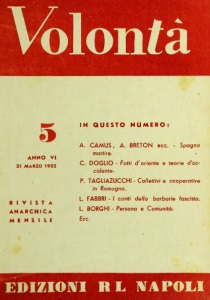 Volontà
5
ANNO VI
31 MARZO 1952
RIVISTA
ANARCHICA
MENSILE
IN QUESTO NUMERO:
A. CAMUS, A. BRETON ecc. - Spagna
martire.
C. DOGLIO - Fatti d'oriente e teorie d'oc-
cidente.
P. TAGLIAZUCCHI - Collettivi e cooperative
in Romagna.
L. FABBRI - I conti della barbarie fascista.
L. BORGHI - Persona e Comunità.
Ecc.
EDIZIONI RL NAPOLI